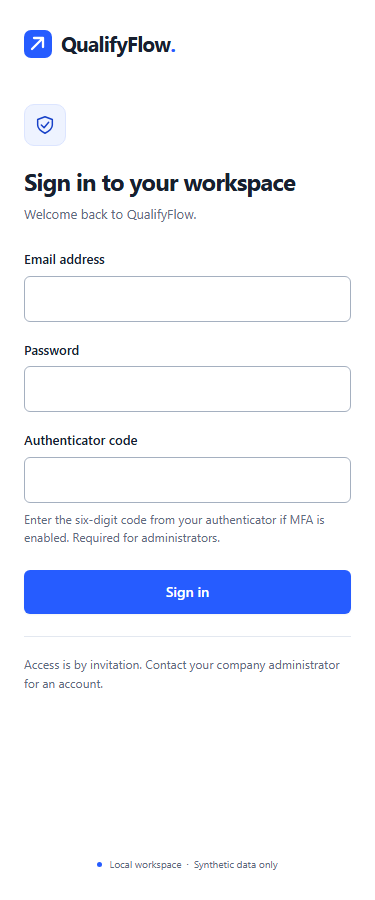 QualifyFlow.
Sign in to your workspace
Welcome back to QualifyFlow.
Email address
Password
Authenticator code
Enter the six-digit code from your authenticator if MFA is
enabled. Required for administrators.
Sign in
Access is by invitation. Contact your company administrator
for an account.
Local workspace · Synthetic data only